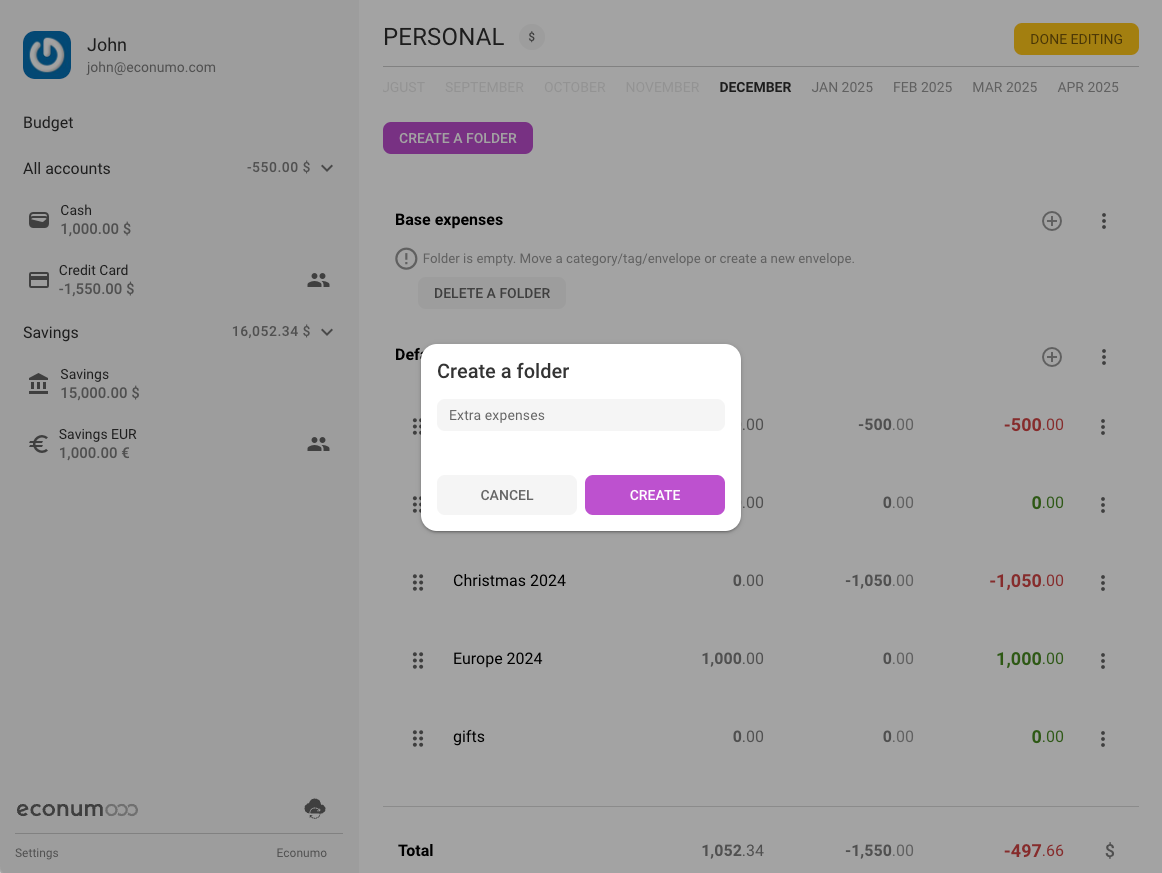 John
john@econumo.com
Budget
All accounts -550.00 $
Cash
1,000.00 $
Credit Card
-1,550.00 $
Savings 16,052.34 $
Savings
15,000.00 $
Savings EUR
1,000.00 €
econumo
Settings Econumo
PERSONAL $
DONE EDITING
SEPTEMBER OCTOBER NOVEMBER DECEMBER JAN 2025 FEB 2025 MAR 2025 APR 2025
CREATE A FOLDER
Base expenses
Folder is empty. Move a category/tag/envelope or create a new envelope.
DELETE A FOLDER
Create a folder
Extra expenses
CANCEL CREATE
.00 -500.00 -500.00
.00 0.00 0.00
Christmas 2024 0.00 -1,050.00 -1,050.00
Europe 2024 1,000.00 0.00 1,000.00
gifts 0.00 0.00 0.00
Total 1,052.34 -1,550.00 -497.66 $